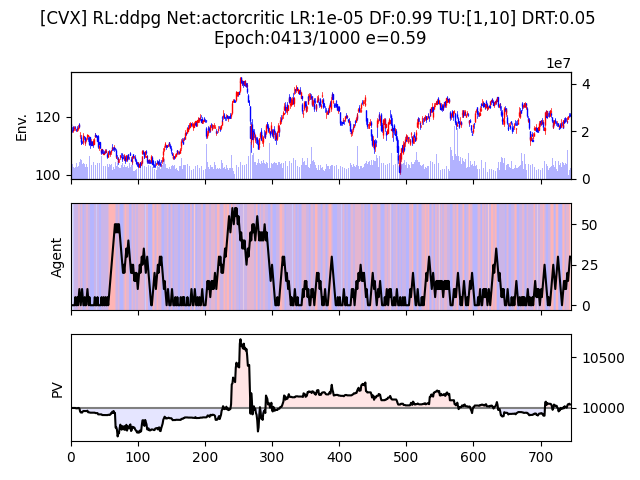 [CVX] RL:ddpg Net:actorcritic LR:1e-05 DF:0.99 TU:[1,10] DRT:0.05
Epoch:0413/1000 e=0.59
1e7
Env.
120
100
4
2
0
Agent
50
25
0
PV
10500
10000
0 100 200 300 400 500 600 700